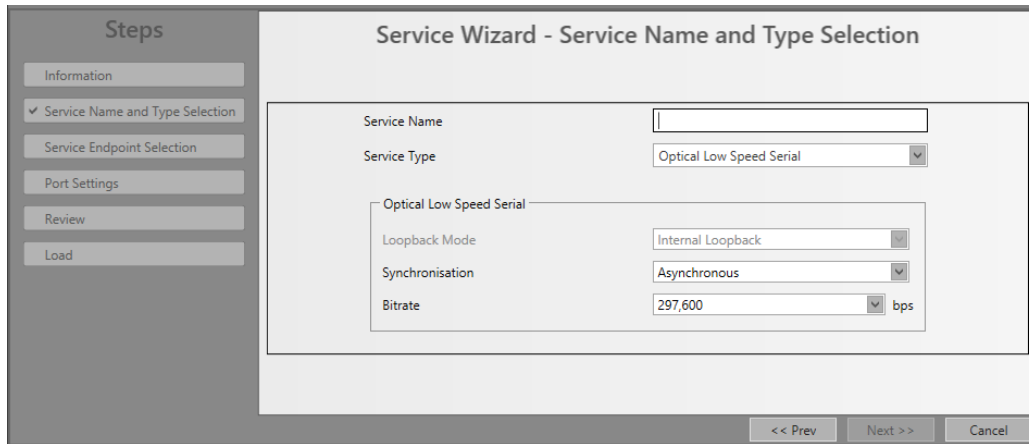 Steps
Information
✔ Service Name and Type Selection
Service Endpoint Selection
Port Settings
Review
Load
Service Wizard - Service Name and Type Selection
Service Name
Service Type Optical Low Speed Serial
Optical Low Speed Serial
Loopback Mode Internal Loopback
Synchronisation Asynchronous
Bitrate 297,600 bps
<< Prev Next >> Cancel